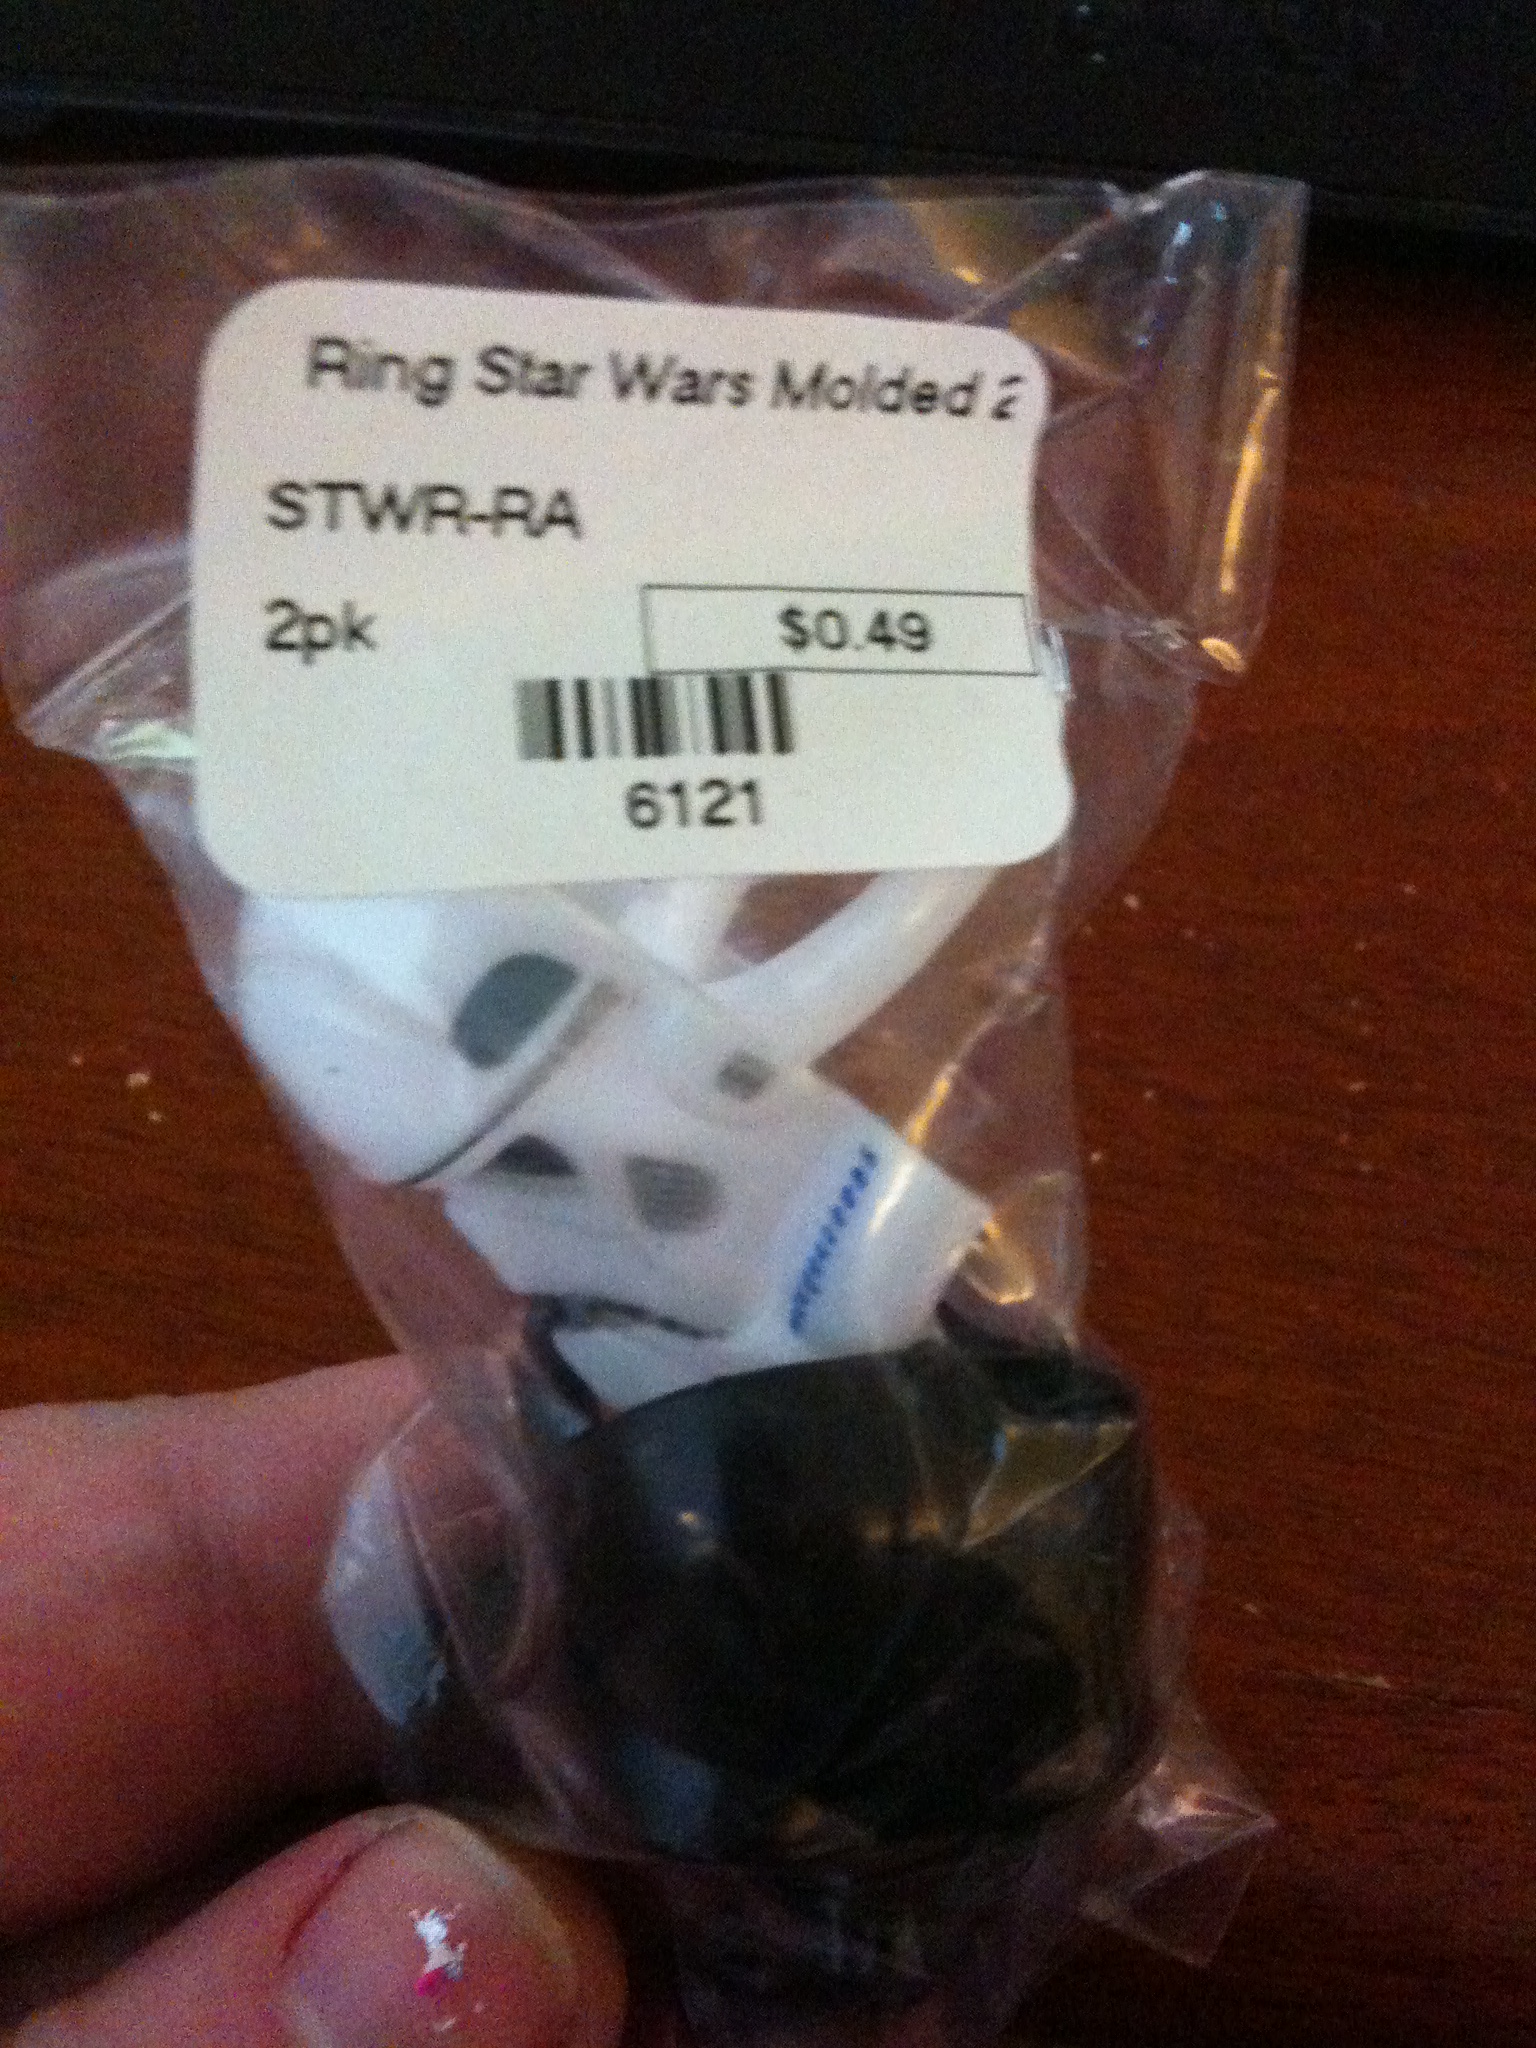 Ring Star Wars Molded 2
STWR-RA
2pk
$0.49
6121